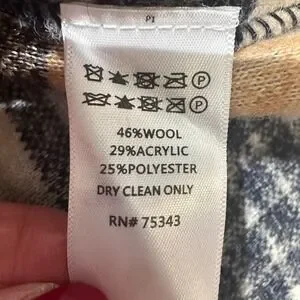 P
P
46%WOOL
29%ACRYLIC
25%POLYESTER
DRY CLEAN ONLY
RN# 75343